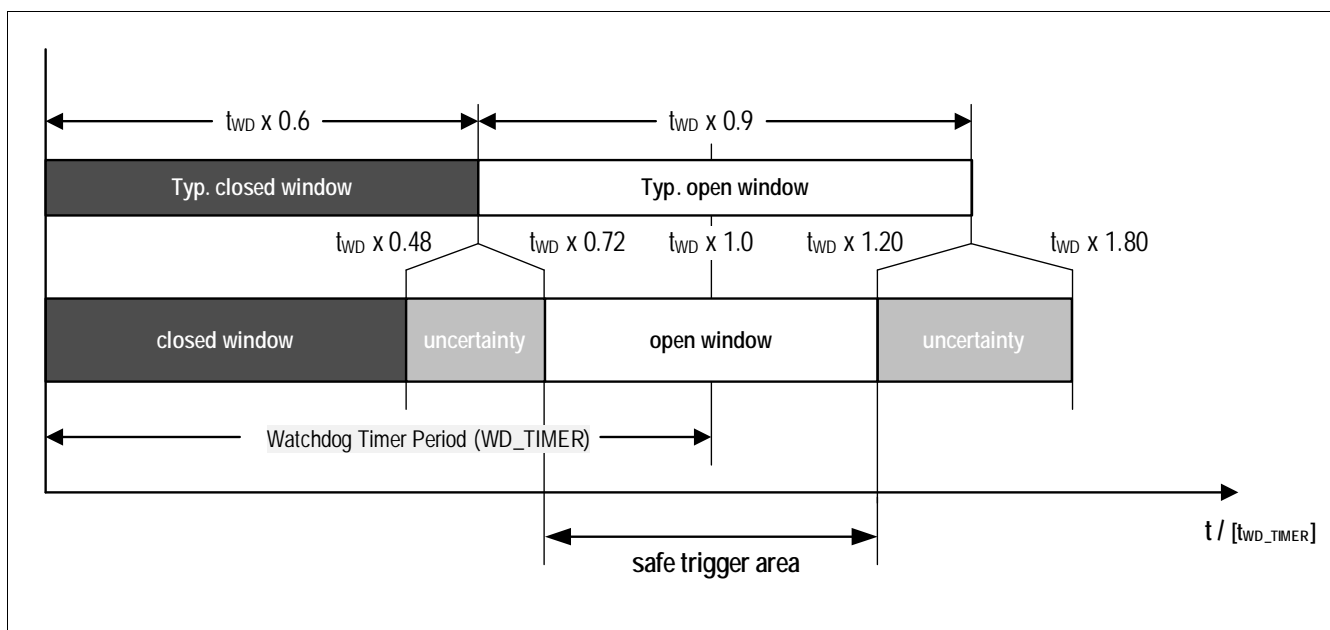 tWD x 0.6 tWD x 0.9
Typ. closed window Typ. open window
tWD x 0.48 tWD x 0.72 tWD x 1.0 tWD x 1.20 tWD x 1.80
closed window uncertainty open window uncertainty
Watchdog Timer Period (WD_TIMER)
t / [tWD_TIMER]
safe trigger area